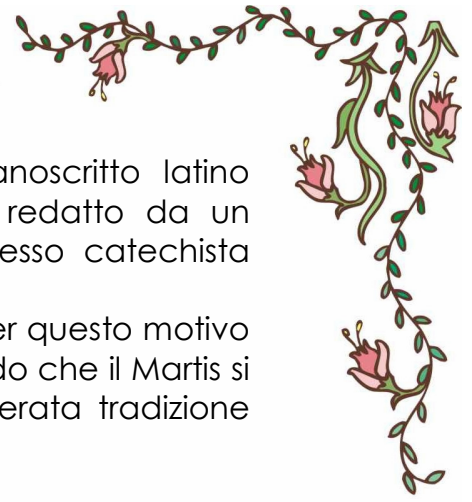 anoscritto latino
redatto da un
esso catechista
er questo motivo
do che il Martis si
erata tradizione